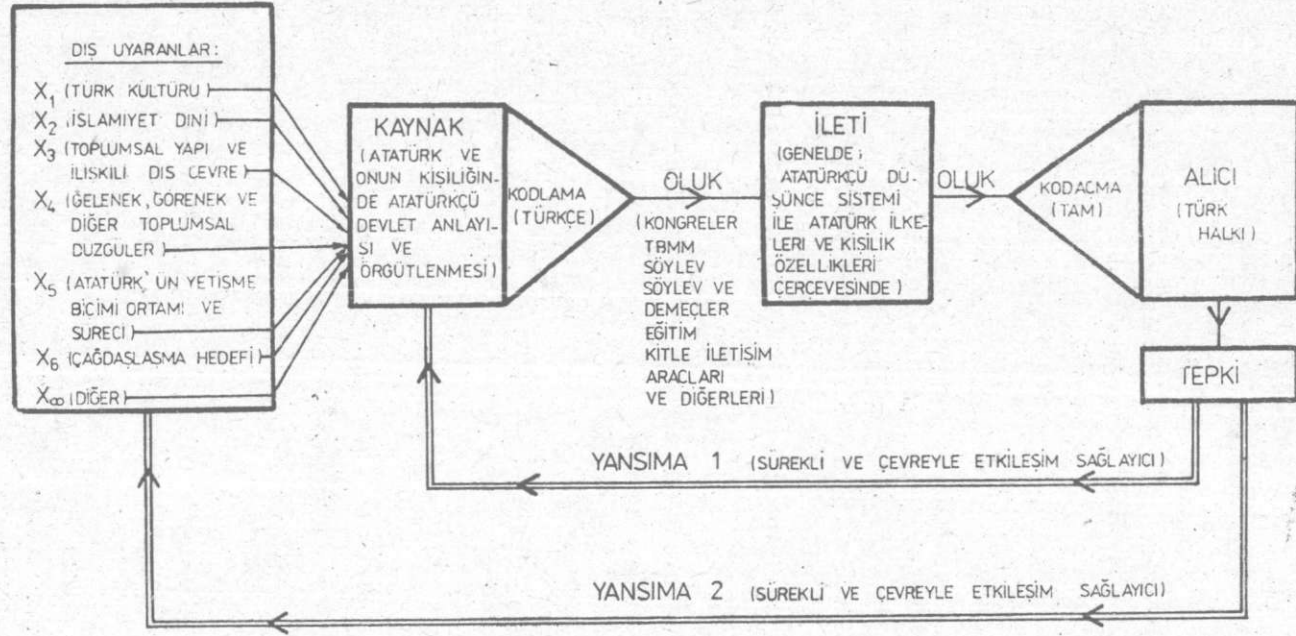 DIŞ UYARANLAR:
X1 (TÜRK KÜLTÜRÜ)
X2 (İSLAMİYET DİNİ)
X3 (TOPLUMSAL YAPI VE
İLİSKİLİ DIS ÇEVRE)
X4 (GELENEK, GÖRENEK VE
DİĞER TOPLUMSAL
DÜZGÜLER)
X5 (ATATÜRK'ÜN YETİŞME
BİÇİMİ ORTAMI VE
SÜRECİ)
X6 (ÇAĞDAŞLAŞMA HEDEFİ)
X∞ (DİĞER)
KAYNAK
(ATATÜRK VE
ONUN KİŞİLİĞİN-
DE ATATÜRKÇÜ
DEVLET ANLAYI-
SI VE
ÖRGÜTLENMESİ)
KODLAMA
(TÜRKÇE)
OLUK
(KONGRELER
TBMM
SÖYLEV
SÖYLEV VE
DEMEÇLER
EĞİTİM
KİTLE İLETİŞİM
ARAÇLARI
VE DİĞERLERİ)
İLETİ
(GENELDE;
ATATÜRKÇÜ DÜ-
ŞÜNCE SİSTEMİ
İLE ATATÜRK İLKE-
LERİ VE KİSİLİK
ÖZELLİKLERİ
ÇERÇEVESİNDE)
OLUK
KODAÇMA
(TAM)
ALICI
(TÜRK
HALKI)
TEPKİ
YANSIMA 1 (SÜREKLİ VE ÇEVREYLE ETKİLEŞİM SAĞLAYICI)
YANSIMA 2 (SÜREKLİ VE ÇEVREYLE ETKİLEŞİM SAĞLAYICI)